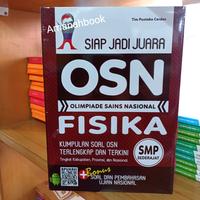 Tim Pustaka Cerdas
Amanahbook
SIAP JADI JUARA
OSN
OLIMPIADE SAINS NASIONAL
FISIKA
KUMPULAN SOAL OSN
TERLENGKAP DAN TERKINI
Tingkat Kabupaten, Provinsi, dan Nasional
SMP
SEDERAJAT
+Bonus
SOAL DAN PEMBAHASAN
UJIAN NASIONAL